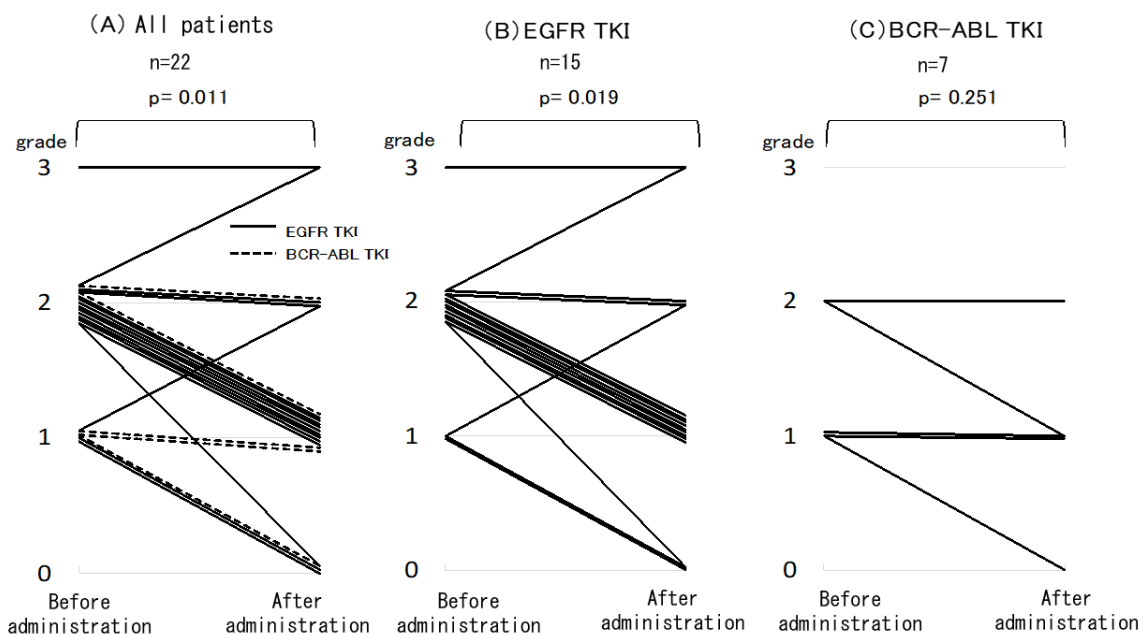 (A) All patients
n=22
p= 0.011
grade
3
2
1
0
EGFR TKI
BCR-ABL TKI
Before
administration
After
administration
(B)EGFR TKI
n=15
p= 0.019
grade
3
2
1
0
Before
administration
After
administration
(C)BCR-ABL TKI
n=7
p= 0.251
grade
3
2
1
0
Before
administration
After
administration